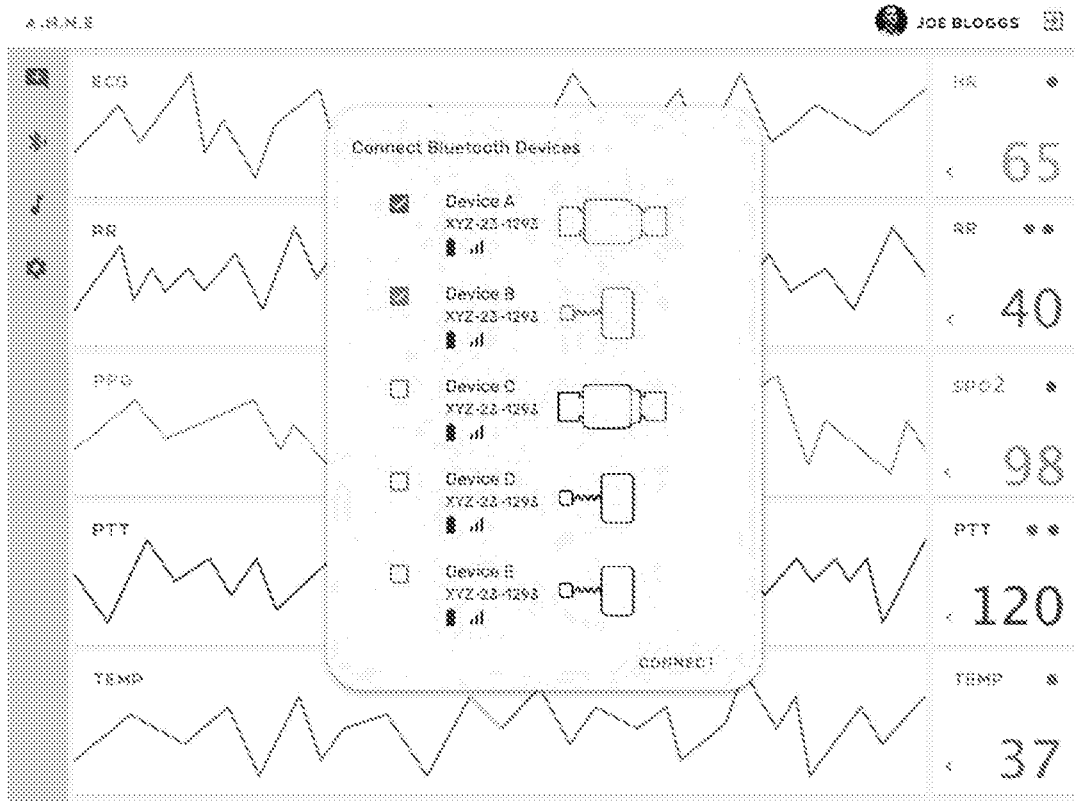 A.N.N.E
JOE BLOGGS
ECG
HR
65
Connect Bluetooth Devices
Device A
XYZ-23-1293
Device B
XYZ-23-1293
Device C
XYZ-23-1293
Device D
XYZ-23-1293
Device E
XYZ-23-1293
CONNECT
RR
RR
40
PPG
SPO2
98
PTT
PTT
120
TEMP
TEMP
37